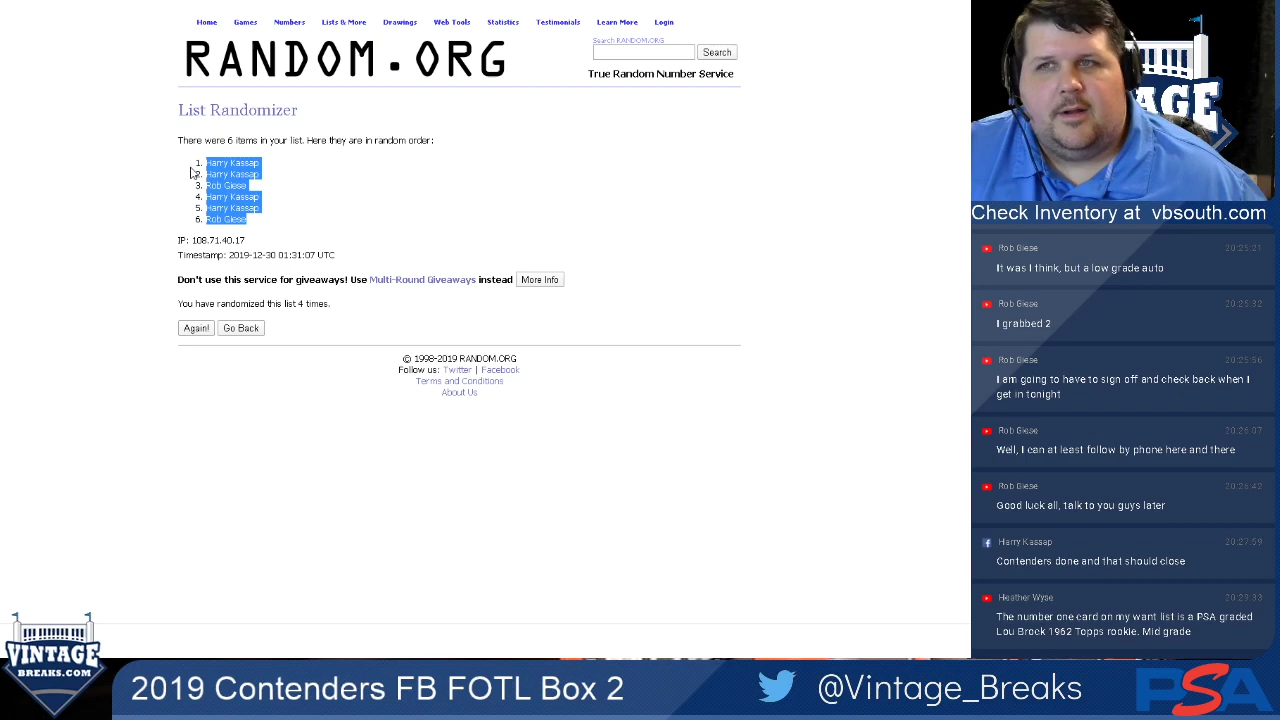 Home Games Numbers Lists & More Drawings Web Tools Statistics Testimonials Learn More Login
RANDOM.ORG
Search RANDOM.ORG
Search
True Random Number Service
List Randomizer
There were 6 items in your list. Here they are in random order:
1. Harry Kassap
2. Harry Kassap
3. Rob Giese
4. Harry Kassap
5. Harry Kassap
6. Rob Giese
IP: 108.71.40.17
Timestamp: 2019-12-30 01:31:07 UTC
Don't use this service for giveaways! Use Multi-Round Giveaways instead More Info
You have randomized this list 4 times.
Again! Go Back
© 1998-2019 RANDOM.ORG
Follow us: Twitter | Facebook
Terms and Conditions
About Us
Check Inventory at vbsouth.com
Rob Giese 20:25:21
It was I think, but a low grade auto
Rob Giese 20:25:32
I grabbed 2
Rob Giese 20:25:56
I am going to have to sign off and check back when I
get in tonight
Rob Giese 20:26:07
Well, I can at least follow by phone here and there
Rob Giese 20:26:42
Good luck all, talk to you guys later
Harry Kassap 20:27:59
Contenders done and that should close
Heather Wyse 20:29:33
The number one card on my want list is a PSA graded
Lou Brock 1962 Topps rookie. Mid grade
VINTAGE
BREAKS.COM
2019 Contenders FB FOTL Box 2
@Vintage_Breaks
PSA